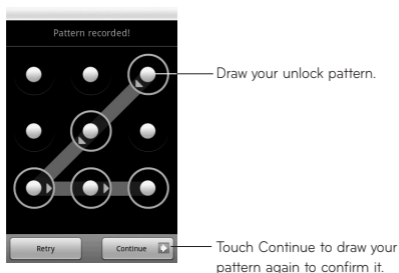 Pattern recorded!
Draw your unlock pattern.
Retry
Continue
Touch Continue to draw your
pattern again to confirm it.